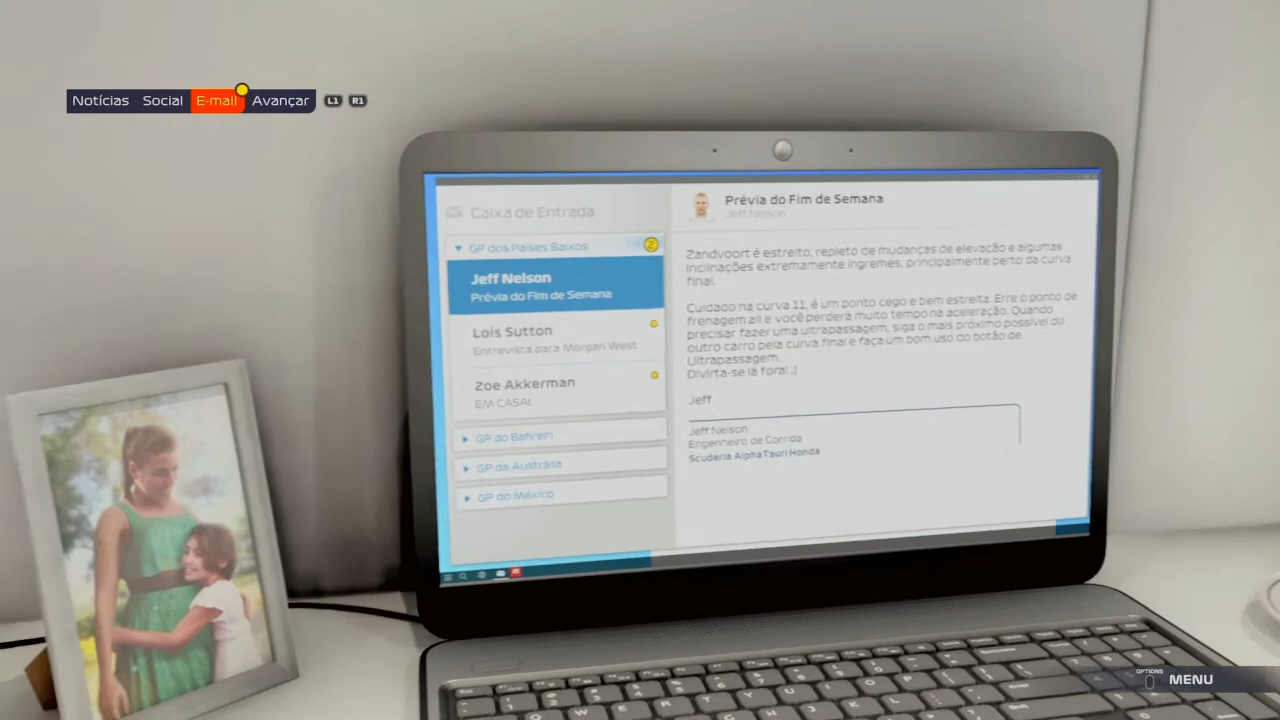 Notícias Social E-mail Avançar L1 R1
Caixa de Entrada
GP dos Países Baixos 2
Jeff Nelson
Prévia do Fim de Semana
Lois Sutton
Entrevista para Morgan West
Zoe Akkerman
EM CASA!
GP do Bahrein
GP da Austrália
GP do México
Prévia do Fim de Semana
Jeff Nelson
Zandvoort é estreito, repleto de mudanças de elevação e algumas
inclinações extremamente íngremes, principalmente perto da curva
final.
Cuidado na curva 11, é um ponto cego e bem estreita. Erre o ponto de
frenagem ali e você perderá muito tempo na aceleração. Quando
precisar fazer uma ultrapassagem, siga o mais próximo possível do
outro carro pela curva final e faça um bom uso do botão de
Ultrapassagem.
Divirta-se lá fora! ;)
Jeff
Jeff Nelson
Engenheiro de Corrida
Scuderia AlphaTauri Honda
OPTIONS
MENU